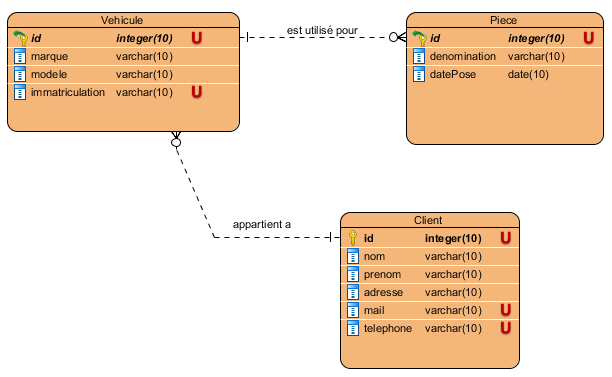 Vehicule
id integer(10) U
marque varchar(10)
modele varchar(10)
immatriculation varchar(10) U
est utilisé pour
Piece
id integer(10) U
denomination varchar(10)
datePose date(10)
appartient a
Client
id integer(10) U
nom varchar(10)
prenom varchar(10)
adresse varchar(10)
mail varchar(10) U
telephone varchar(10) U